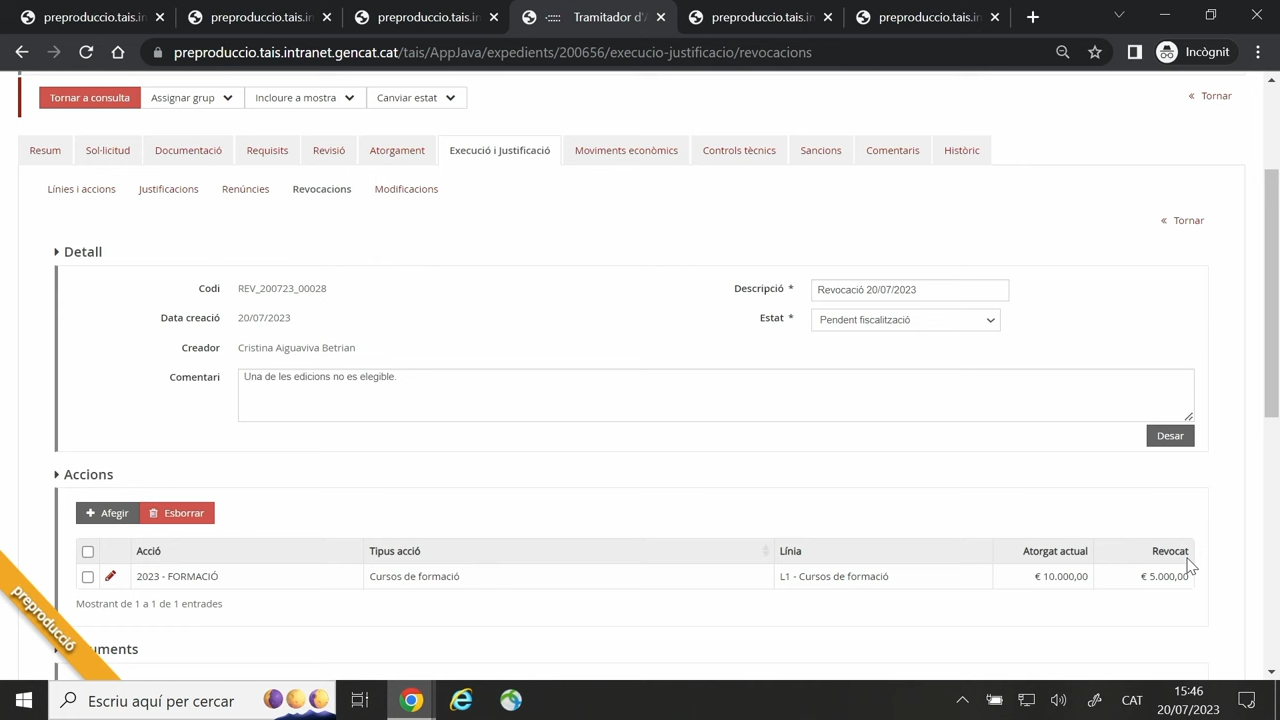 preproduccio.tais.in
preproduccio.tais.in
preproduccio.tais.in
Tramitador d'A
preproduccio.tais.in
preproduccio.tais.in
preproduccio.tais.intranet.gencat.cat/tais/AppJava/expedients/200656/execucio-justificacio/revocacions
Incògnit
Tornar a consulta
Assignar grup
Incloure a mostra
Canviar estat
« Tornar
Resum
Sol·licitud
Documentació
Requisits
Revisió
Atorgament
Execució i Justificació
Moviments econòmics
Controls tècnics
Sancions
Comentaris
Històric
Línies i accions
Justificacions
Renúncies
Revocacions
Modificacions
« Tornar
Detall
Codi REV_200723_00028
Descripció * Revocació 20/07/2023
Data creació 20/07/2023
Estat * Pendent fiscalització
Creador Cristina Aiguaviva Betrian
Comentari Una de les edicions no es elegible.
Desar
Accions
Afegir
Esborrar
Acció Tipus acció Línia Atorgat actual Revocat
2023 - FORMACIÓ Cursos de formació L1 - Cursos de formació € 10.000,00 € 5.000,00
Mostrant de 1 a 1 de 1 entrades
uments
preproducció
Escriu aquí per cercar
CAT
15:46
20/07/2023